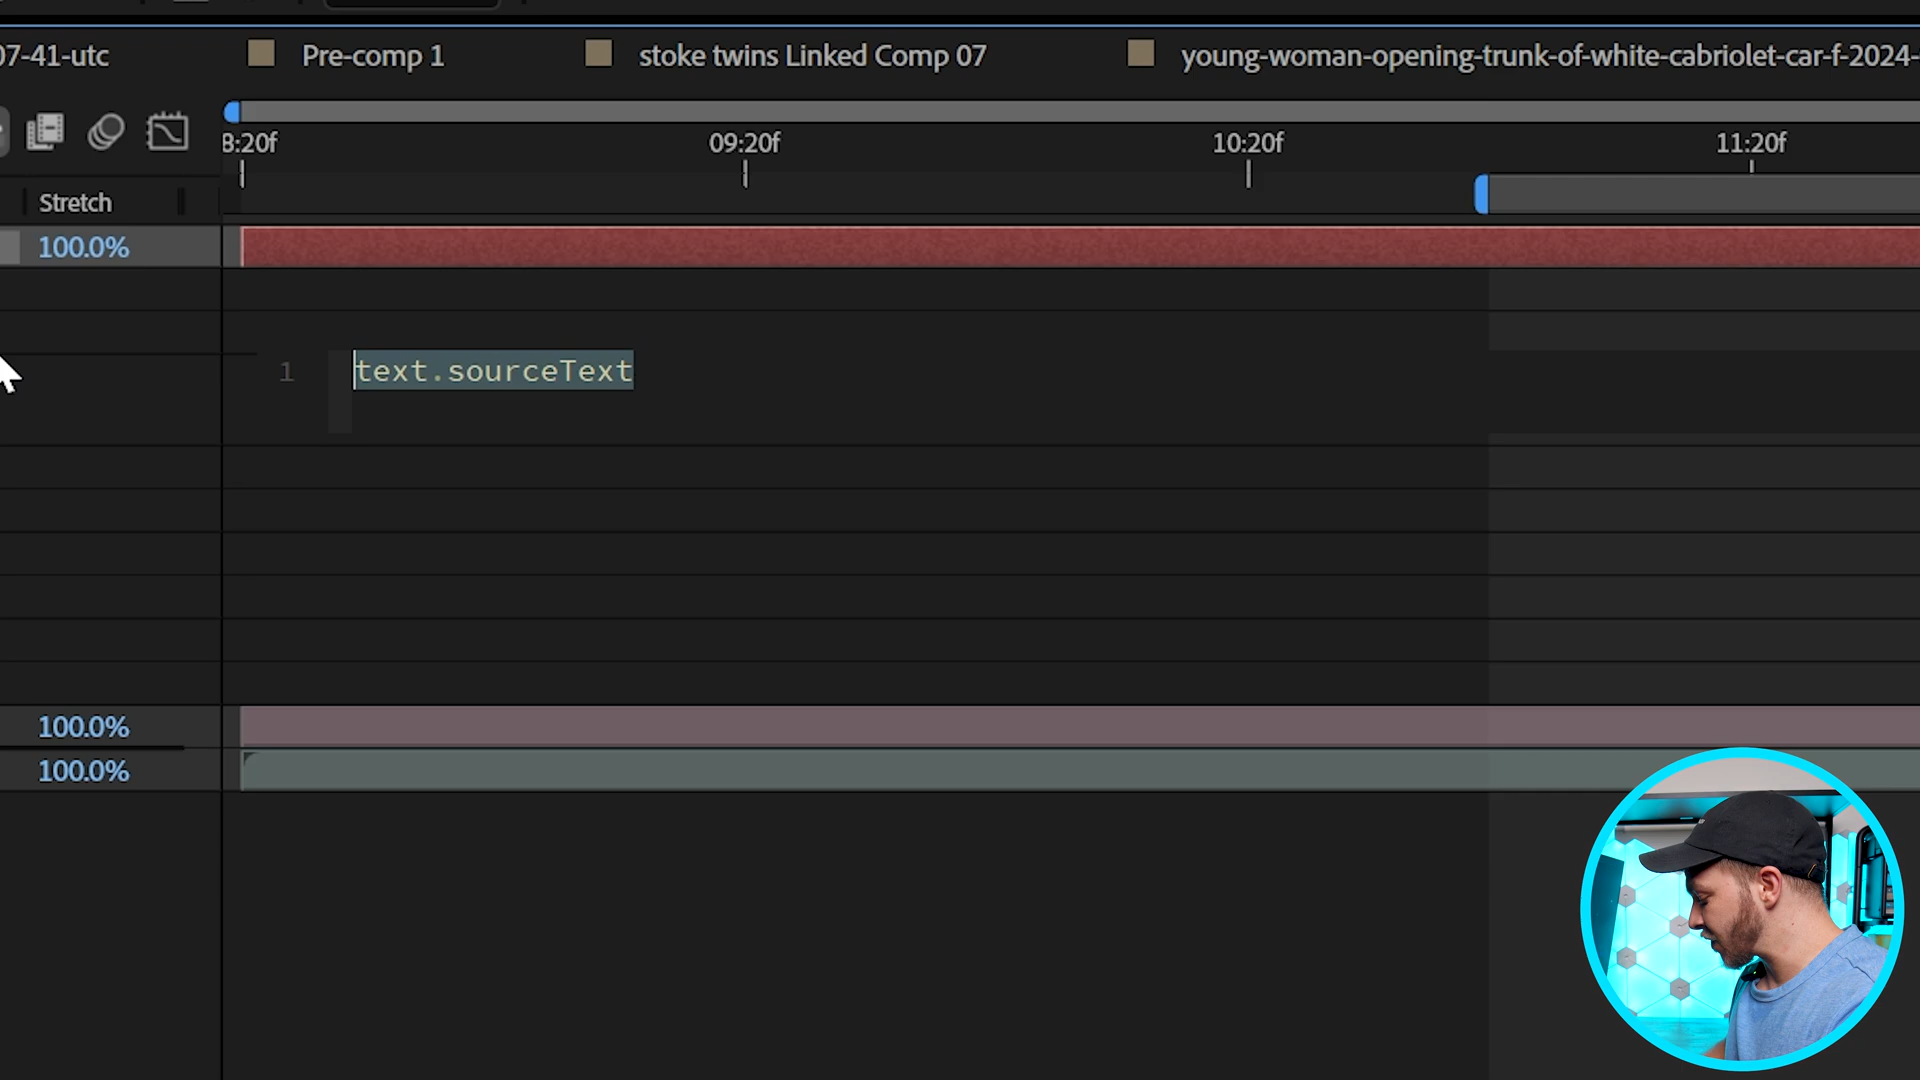 07-41-utc
Pre-comp 1
stoke twins Linked Comp 07
young-woman-opening-trunk-of-white-cabriolet-car-f-2024-
8:20f
09:20f
10:20f
11:20f
Stretch
100.0%
1
text.sourceText
100.0%
100.0%